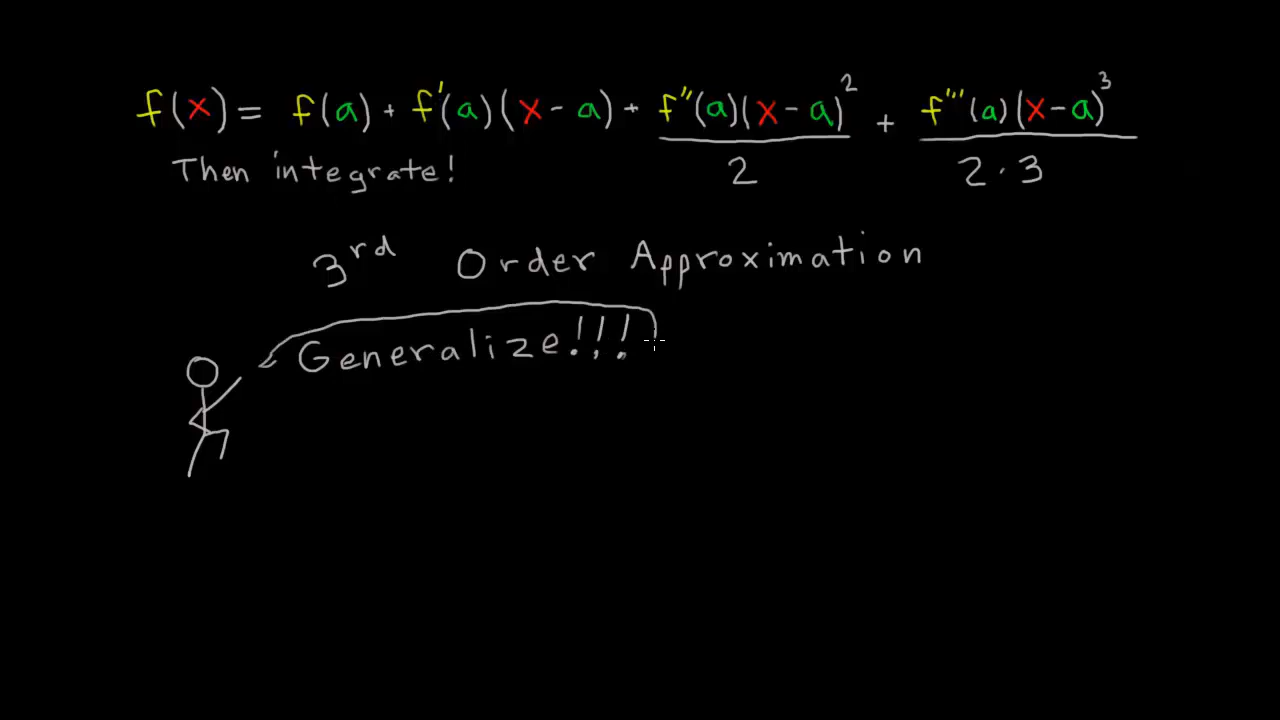 f(x) = f(a) + f'(a)(x-a) + f''(a)(x-a)^2/2 + f'''(a)(x-a)^3/2·3
Then integrate!
3rd Order Approximation
Generalize!!!